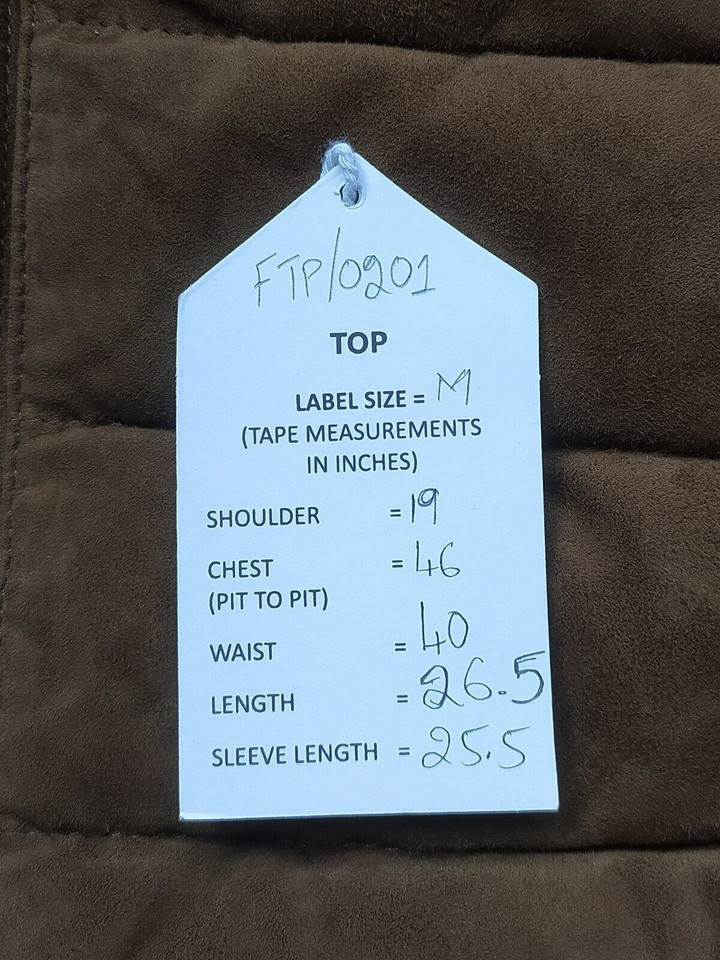 FTP/0201
TOP
LABEL SIZE = M
(TAPE MEASUREMENTS
IN INCHES)
SHOULDER = 19
CHEST = 46
(PIT TO PIT)
WAIST = 40
LENGTH = 26.5
SLEEVE LENGTH = 25.5